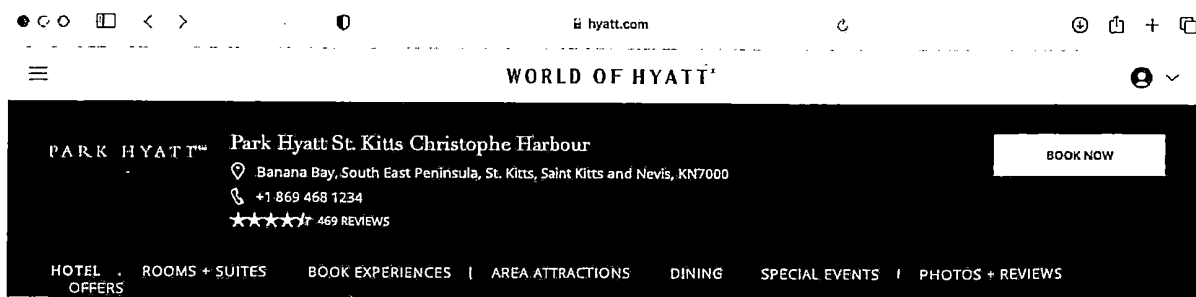 hyatt.com
WORLD OF HYATT
PARK HYATT™
Park Hyatt St. Kitts Christophe Harbour
Banana Bay, South East Peninsula, St. Kitts, Saint Kitts and Nevis, KN7000
+1 869 468 1234
469 REVIEWS
BOOK NOW
HOTEL ROOMS + SUITES BOOK EXPERIENCES | AREA ATTRACTIONS DINING SPECIAL EVENTS | PHOTOS + REVIEWS
OFFERS